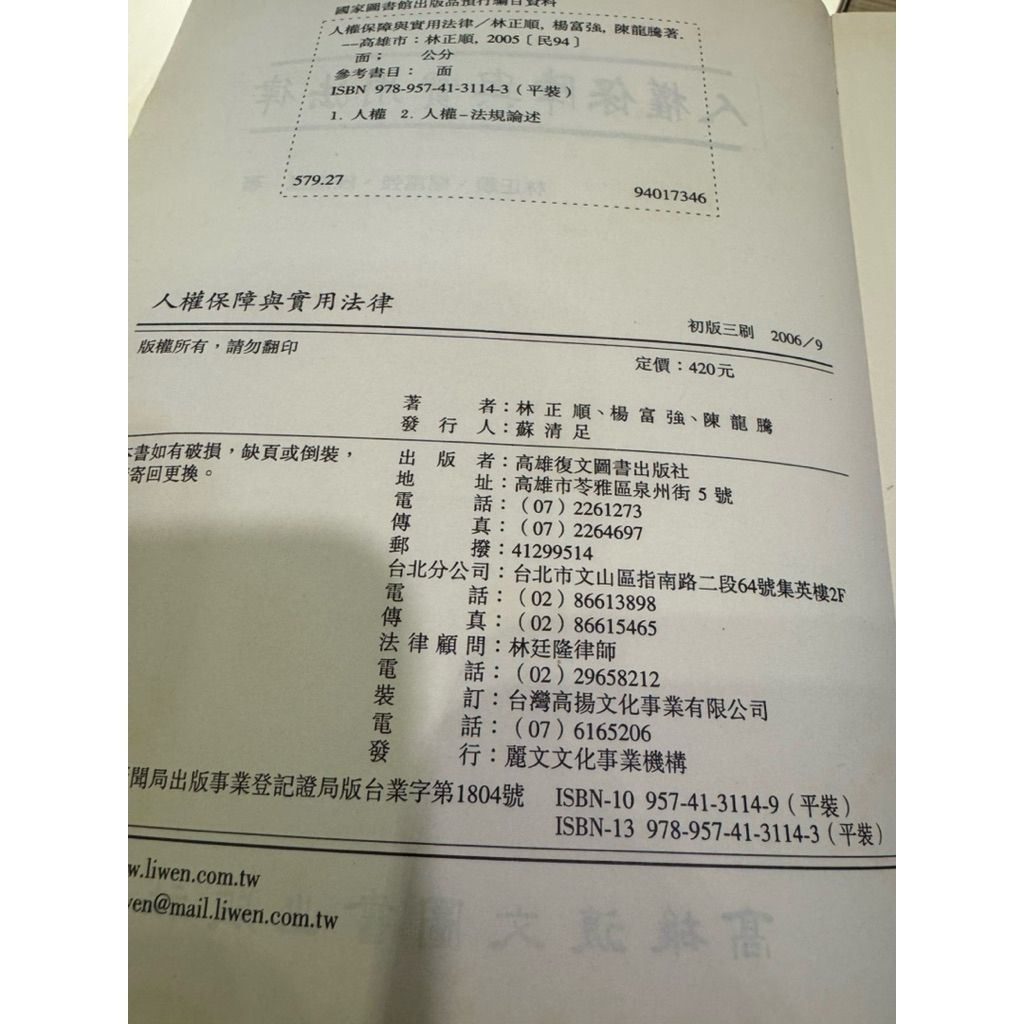 國家圖書館出版品預行編目資料
人權保障與實用法律／林正順, 楊富強, 陳龍騰著.
--高雄市：林正順, 2005［民94］
面； 公分
參考書目： 面
ISBN 978-957-41-3114-3（平裝）
1. 人權 2. 人權－法規論述
579.27 94017346
人權保障與實用法律
初版三刷 2006／9
版權所有，請勿翻印
定價：420元
著者：林正順、楊富強、陳龍騰
發行人：蘇清足
本書如有破損，缺頁或倒裝，
寄回更換。
出版者：高雄復文圖書出版社
地址：高雄市苓雅區泉州街5號
電話：（07）2261273
傳真：（07）2264697
郵撥：41299514
台北分公司：台北市文山區指南路二段64號集英樓2F
電話：（02）86613898
傳真：（02）86615465
法律顧問：林廷隆律師
電話：（02）29658212
裝訂：台灣高揚文化事業有限公司
電話：（07）6165206
發行：麗文文化事業機構
聞局出版事業登記證局版台業字第1804號
ISBN-10 957-41-3114-9（平裝）
ISBN-13 978-957-41-3114-3（平裝）
w.liwen.com.tw
en@mail.liwen.com.tw